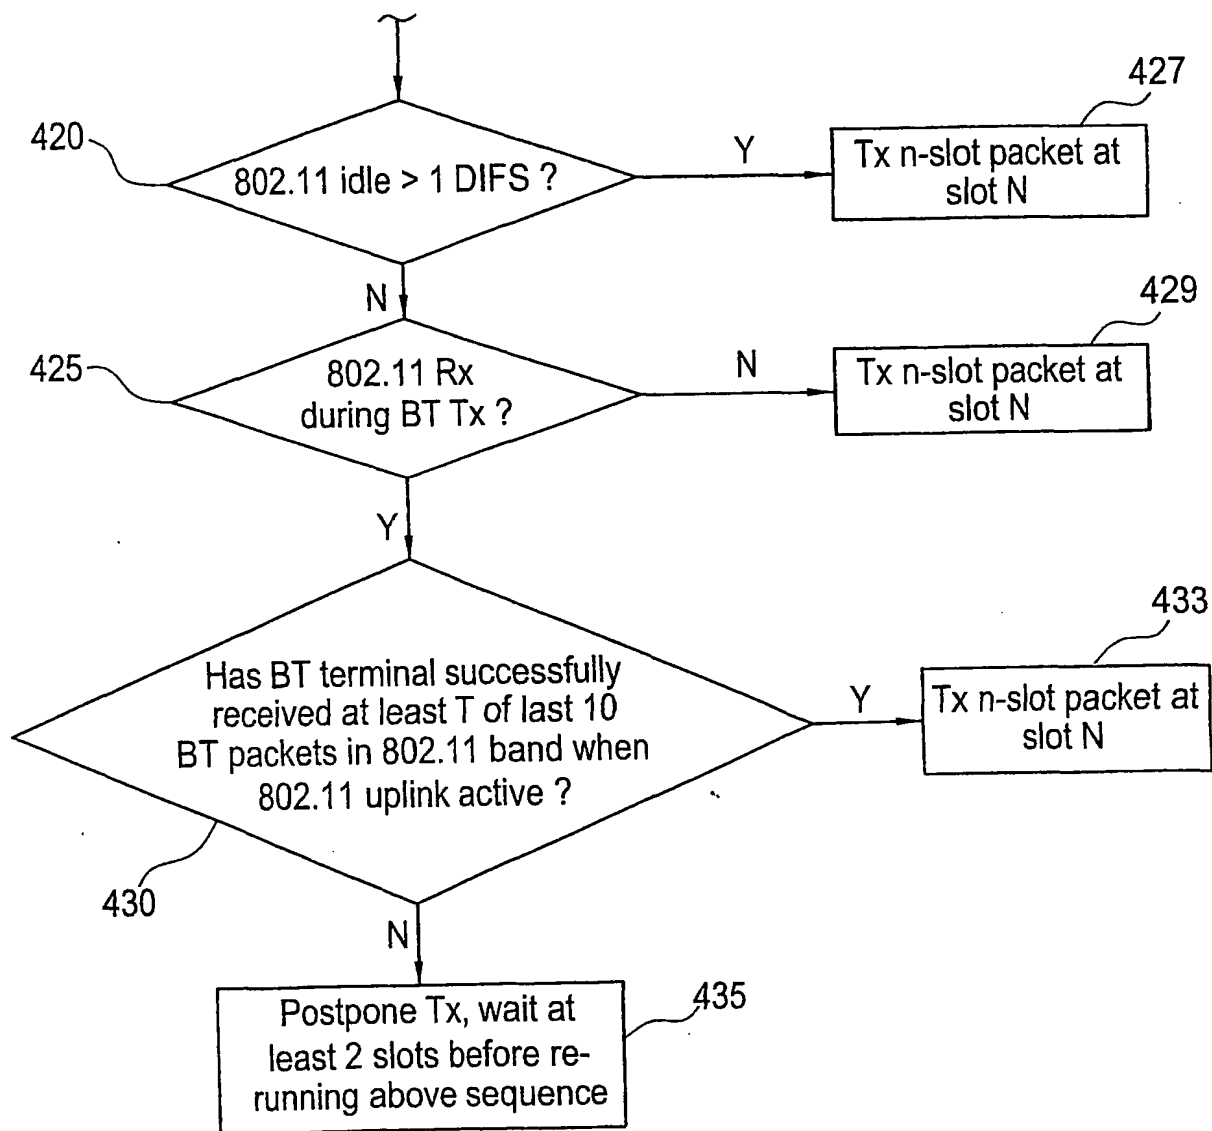 427
420
802.11 idle > 1 DIFS ?
Y
Tx n-slot packet at
slot N
N
429
425
802.11 Rx
during BT Tx ?
N
Tx n-slot packet at
slot N
Y
433
Has BT terminal successfully
received at least T of last 10
BT packets in 802.11 band when
802.11 uplink active ?
Y
Tx n-slot packet at
slot N
430
N
435
Postpone Tx, wait at
least 2 slots before re-
running above sequence